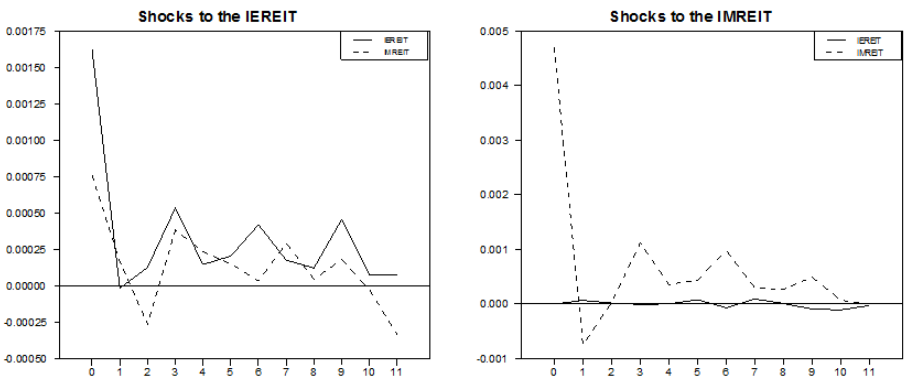 Shocks to the IEREIT
0.00175
0.00150
0.00125
0.00100
0.00075
0.00050
0.00025
0.00000
-0.00025
-0.00050
IEREIT
IMREIT
0 1 2 3 4 5 6 7 8 9 10 11
Shocks to the IMREIT
0.005
0.004
0.003
0.002
0.001
0.000
-0.001
IEREIT
IMREIT
0 1 2 3 4 5 6 7 8 9 10 11